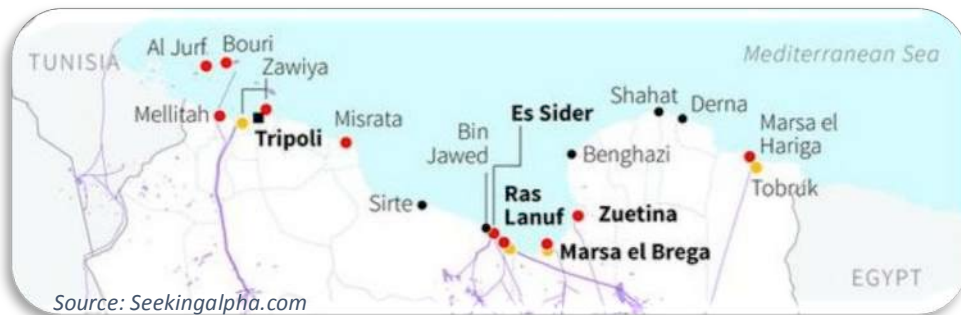 Al Jurf
Bouri
TUNISIA
Zawiya
Mediterranean Sea
Mellitah
Tripoli
Misrata
Bin
Jawed
Es Sider
Shahat
Derna
Marsa el
Hariga
Benghazi
Tobruk
Sirte
Ras
Lanuf
Zuetina
Marsa el Brega
EGYPT
Source: Seekingalpha.com